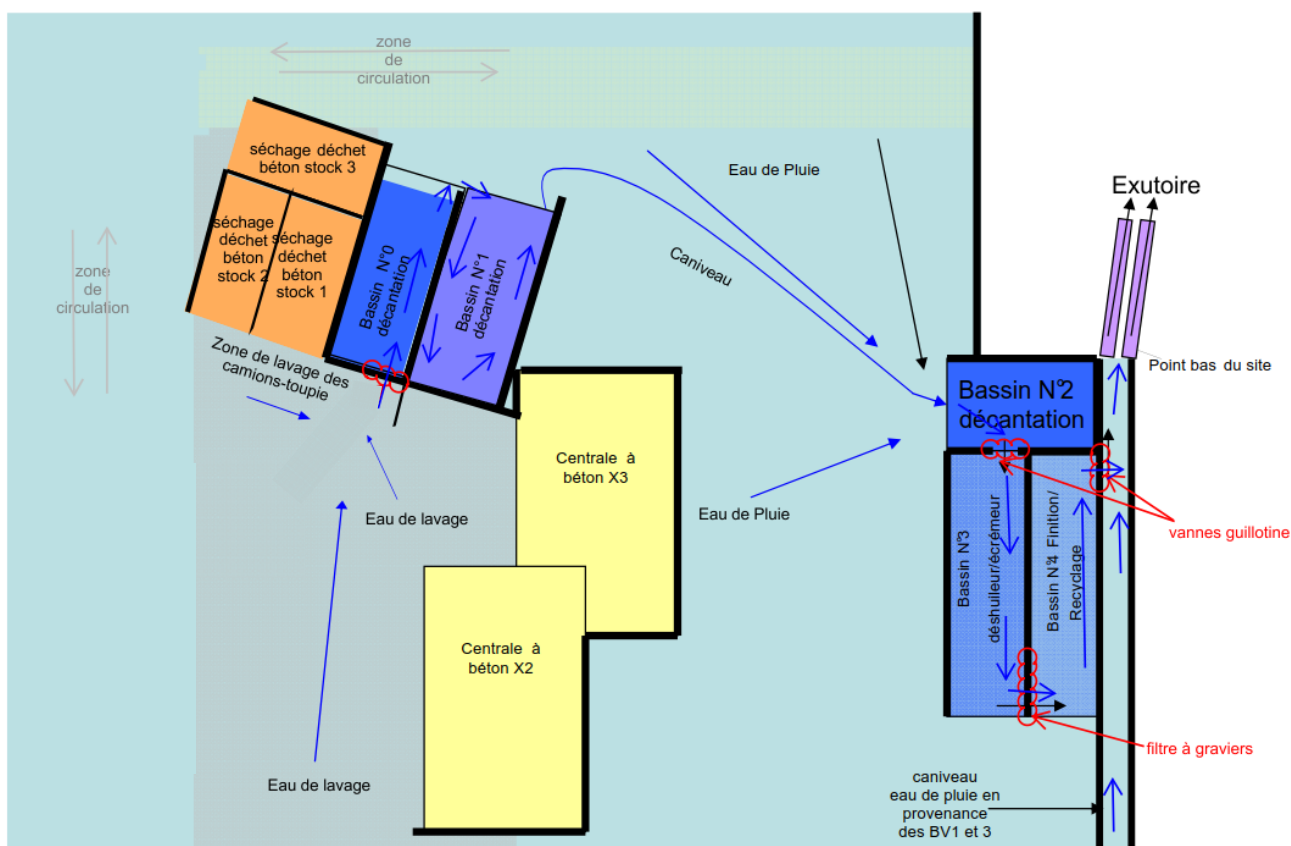 zone
de
circulation
séchage déchet
béton stock 3
séchage
déchet
béton
stock 2
séchage
déchet
béton
stock 1
Bassin N°0
décantation
Bassin N°1
décantation
Eau de Pluie
Caniveau
Exutoire
zone
de
circulation
Zone de lavage des
camions-toupie
Point bas du site
Bassin N°2
décantation
Centrale à
béton X3
Eau de lavage
Eau de Pluie
vannes guillotine
Bassin N°3
déshuileur/écrémeur
Bassin N°4 Finition/
Recyclage
Centrale à
béton X2
Eau de lavage
filtre à graviers
caniveau
eau de pluie en
provenance
des BV1 et 3